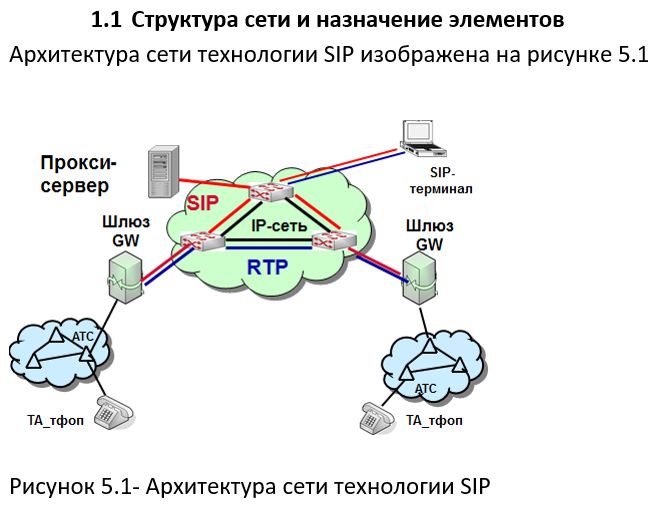 1.1 Структура сети и назначение элементов
Архитектура сети технологии SIP изображена на рисунке 5.1
Прокси-
сервер
SIP-
терминал
SIP
Шлюз
GW
IP-сеть
Шлюз
GW
RTP
АТС
АТС
ТА_тфоп
ТА_тфоп
Рисунок 5.1- Архитектура сети технологии SIP